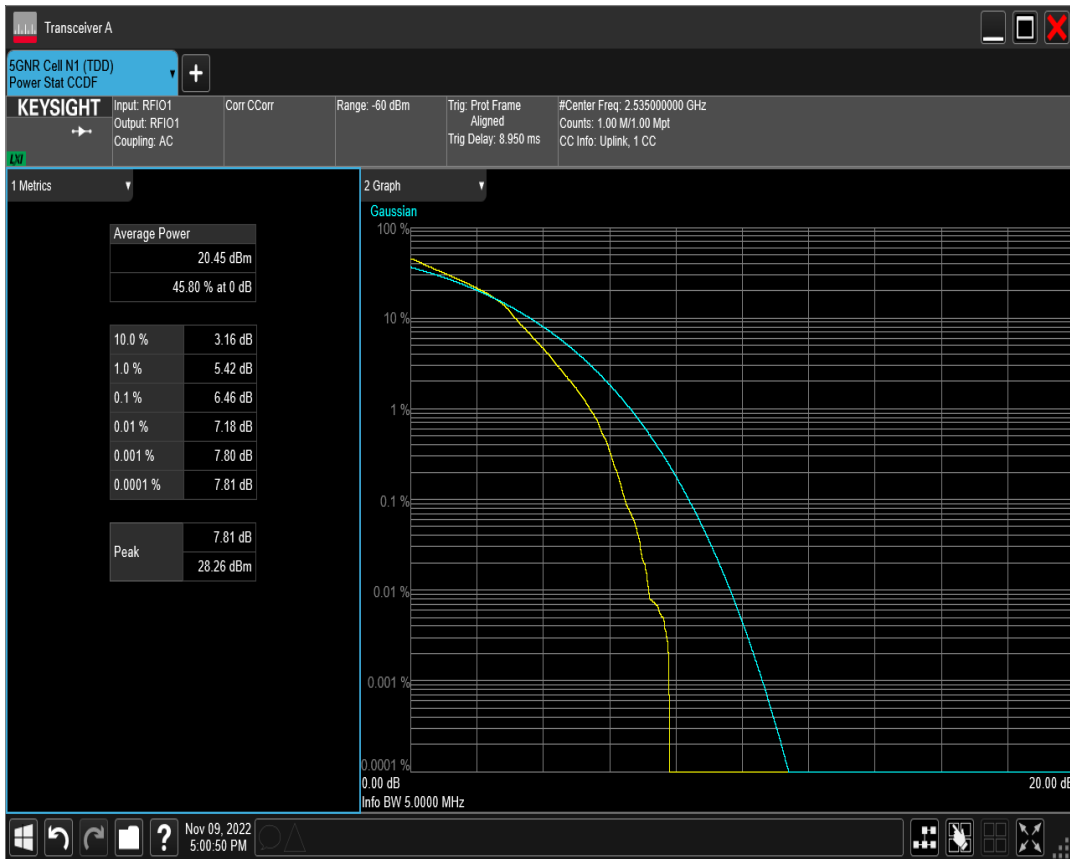 Transceiver A
5GNR Cell N1 (TDD)
Power Stat CCDF
+
KEYSIGHT
LXI
Input: RFIO1
Output: RFIO1
Coupling: AC
Corr CCorr
Range: -60 dBm
Trig: Prot Frame
Aligned
Trig Delay: 8.950 ms
#Center Freq: 2.535000000 GHz
Counts: 1.00 M/1.00 Mpt
CC Info: Uplink, 1 CC
1 Metrics
Average Power
20.45 dBm
45.80 % at 0 dB
10.0 % 3.16 dB
1.0 % 5.42 dB
0.1 % 6.46 dB
0.01 % 7.18 dB
0.001 % 7.80 dB
0.0001 % 7.81 dB
Peak 7.81 dB
28.26 dBm
2 Graph
Gaussian
100 %
10 %
1 %
0.1 %
0.01 %
0.001 %
0.0001 %
0.00 dB 20.00 dB
Info BW 5.0000 MHz
?
Nov 09, 2022
5:00:50 PM